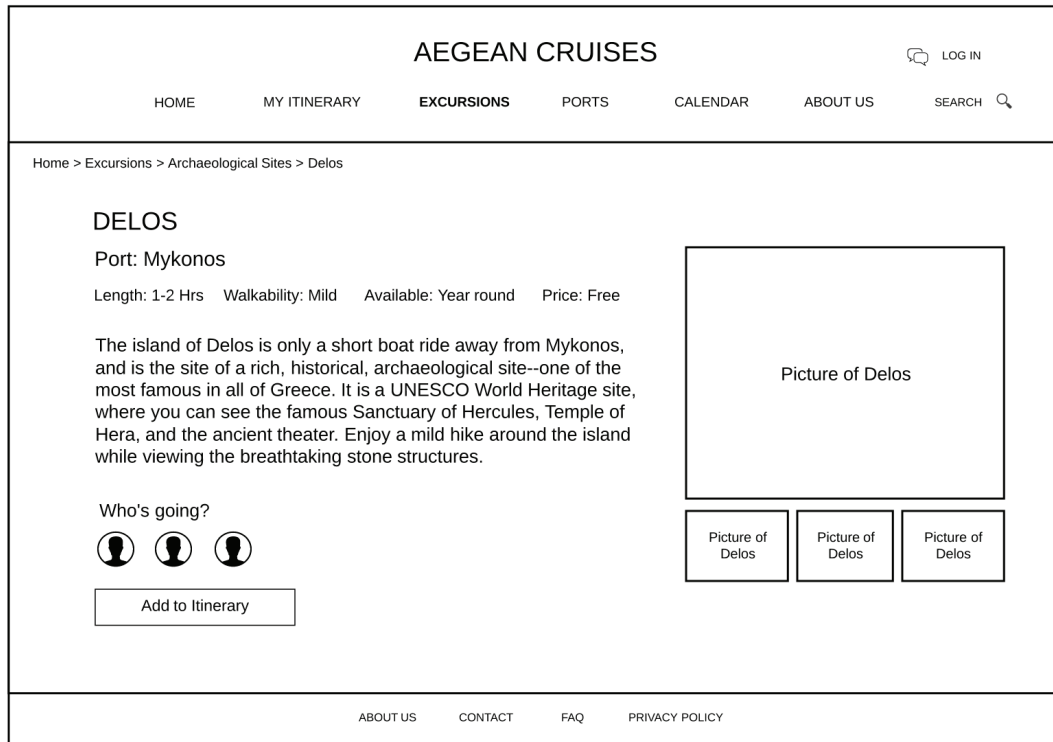 AEGEAN CRUISES
LOG IN
HOME MY ITINERARY EXCURSIONS PORTS CALENDAR ABOUT US SEARCH
Home > Excursions > Archaeological Sites > Delos
DELOS
Port: Mykonos
Length: 1-2 Hrs Walkability: Mild Available: Year round Price: Free
The island of Delos is only a short boat ride away from Mykonos,
and is the site of a rich, historical, archaeological site--one of the
most famous in all of Greece. It is a UNESCO World Heritage site,
where you can see the famous Sanctuary of Hercules, Temple of
Hera, and the ancient theater. Enjoy a mild hike around the island
while viewing the breathtaking stone structures.
Who's going?
Add to Itinerary
Picture of Delos
Picture of
Delos
Picture of
Delos
Picture of
Delos
ABOUT US CONTACT FAQ PRIVACY POLICY